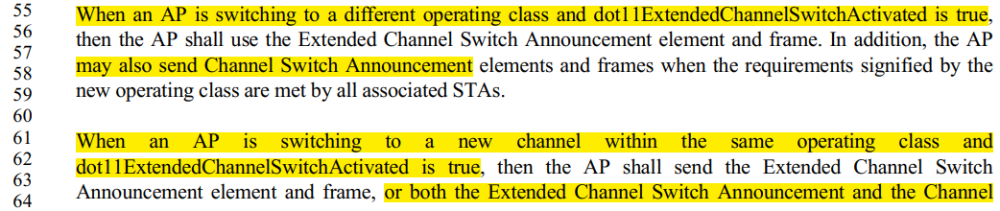 55 When an AP is switching to a different operating class and dot11ExtendedChannelSwitchActivated is true,
56 then the AP shall use the Extended Channel Switch Announcement element and frame. In addition, the AP
57
58 may also send Channel Switch Announcement elements and frames when the requirements signified by the
59 new operating class are met by all associated STAs.
60
61 When an AP is switching to a new channel within the same operating class and
62 dot11ExtendedChannelSwitchActivated is true, then the AP shall send the Extended Channel Switch
63
64 Announcement element and frame, or both the Extended Channel Switch Announcement and the Channel